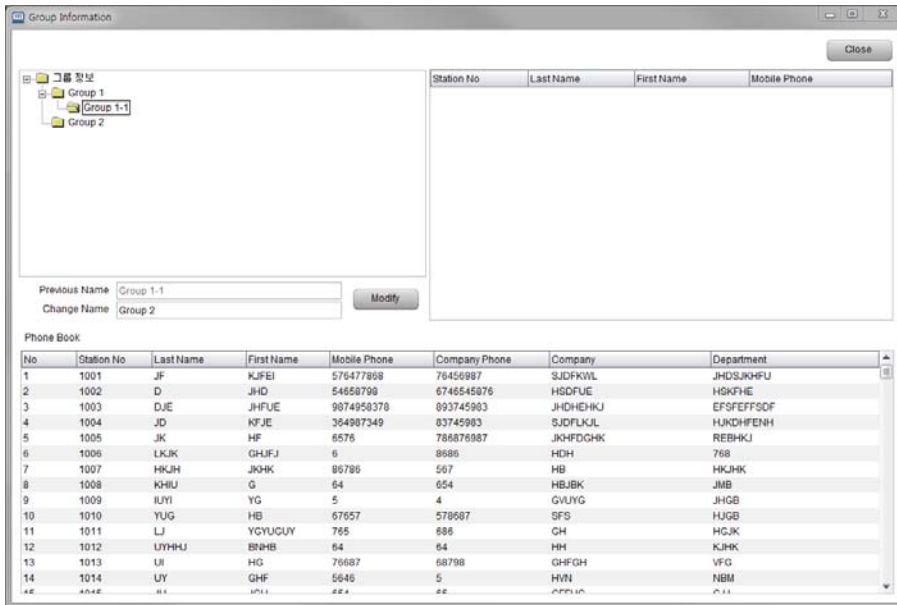 Group Information
Close
그룹 정보
Group 1
Group 1-1
Group 2
Station No Last Name First Name Mobile Phone
Previous Name Group 1-1
Modify
Change Name Group 2
Phone Book
No Station No Last Name First Name Mobile Phone Company Phone Company Department
1 1001 JF KJFEI 576477868 76456987 SJDFKWL JHDSJKHFU
2 1002 D JHD 54658798 6746545876 HSDFUE HSKFHE
3 1003 DJE JHFUE 9874958378 893745983 JHDHEHKJ EFSFEFFSDF
4 1004 JD KFJE 364987349 83745983 SJDFLKJL HJKDHFENH
5 1005 JK HF 6576 786876987 JKHFDGHK REBHKJ
6 1006 LKJK GHJFJ 6 8686 HDH 768
7 1007 HKJH JKHK 86786 567 HB HKJHK
8 1008 KHIU G 64 654 HBJBK JMB
9 1009 IUYI YG 5 4 GVUYG JHGB
10 1010 YUG HB 67657 578687 SFS HJGB
11 1011 LJ YGYUGUY 765 686 GH HGJK
12 1012 UYHHJ BNHB 64 64 HH KJHK
13 1013 UI HG 76687 68798 GHFGH VFG
14 1014 UY GHF 5646 5 HVN NBM